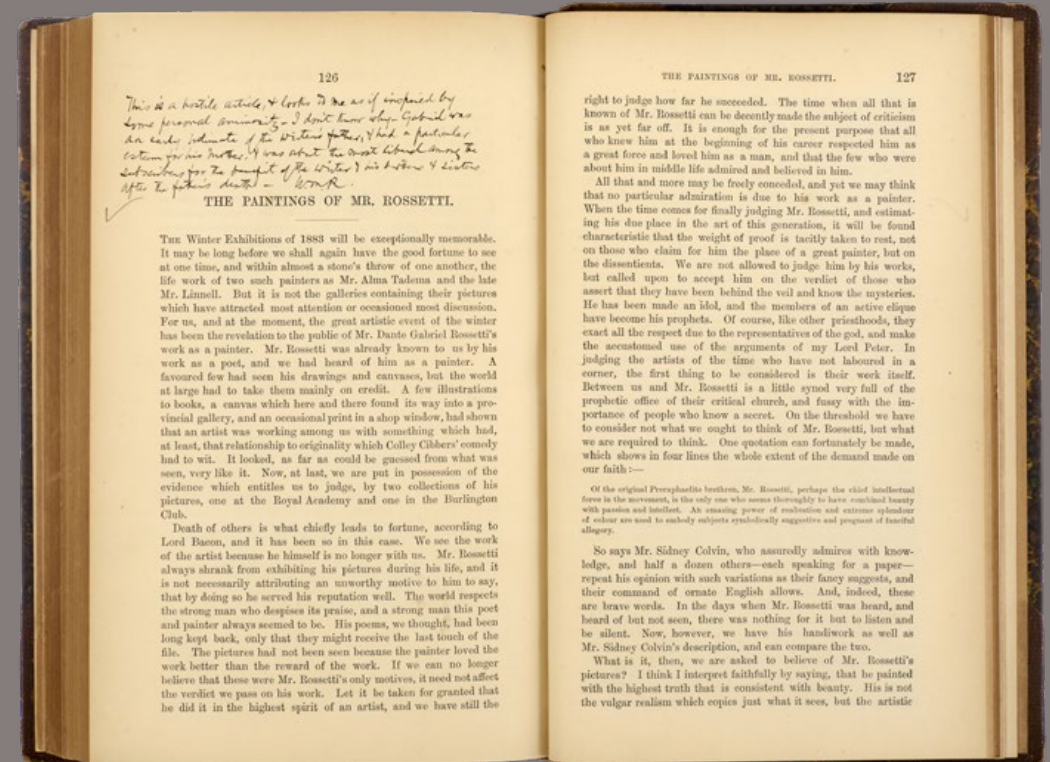 126
This is a hostile article, & looks to me as if inspired by
some personal animosity – I don't know why – Gabriel was
an early intimate of the writer's father, & had a particular
esteem for his mother, & was about the most liberal among the
subscribers for the benefit of the writer & his brothers & sisters
after the father's death – WmR.
THE PAINTINGS OF MR. ROSSETTI.
THE Winter Exhibitions of 1883 will be exceptionally memorable.
It may be long before we shall again have the good fortune to see
at one time, and within almost a stone's throw of one another, the
life work of two such painters as Mr. Alma Tadema and the late
Mr. Linnell. But it is not the galleries containing their pictures
which have attracted most attention or occasioned most discussion.
For us, and at the moment, the great artistic event of the winter
has been the revelation to the public of Mr. Dante Gabriel Rossetti's
work as a painter. Mr. Rossetti was already known to us by his
work as a poet, and we had heard of him as a painter. A
favoured few had seen his drawings and canvases, but the world
at large had to take them mainly on credit. A few illustrations
to books, a canvas which here and there found its way into a pro-
vincial gallery, and an occasional print in a shop window, had shown
that an artist was working among us with something which had,
at least, that relationship to originality which Colley Cibbers' comedy
had to wit. It looked, as far as could be guessed from what was
seen, very like it. Now, at last, we are put in possession of the
evidence which entitles us to judge, by two collections of his
pictures, one at the Royal Academy and one in the Burlington
Club.
Death of others is what chiefly leads to fortune, according to
Lord Bacon, and it has been so in this case. We see the work
of the artist because he himself is no longer with us. Mr. Rossetti
always shrank from exhibiting his pictures during his life, and it
is not necessarily attributing an unworthy motive to him to say,
that by doing so he served his reputation well. The world respects
the strong man who despises its praise, and a strong man this poet
and painter always seemed to be. His poems, we thought, had been
long kept back, only that they might receive the last touch of the
file. The pictures had not been seen because the painter loved the
work better than the reward of the work. If we can no longer
believe that these were Mr. Rossetti's only motives, it need not affect
the verdict we pass on his work. Let it be taken for granted that
he did it in the highest spirit of an artist, and we have still the
THE PAINTINGS OF MR. ROSSETTI. 127
right to judge how far he succeeded. The time when all that is
known of Mr. Rossetti can be decently made the subject of criticism
is as yet far off. It is enough for the present purpose that all
who knew him at the beginning of his career respected him as
a great force and loved him as a man, and that the few who were
about him in middle life admired and believed in him.
All that and more may be freely conceded, and yet we may think
that no particular admiration is due to his work as a painter.
When the time comes for finally judging Mr. Rossetti, and estimat-
ing his due place in the art of this generation, it will be found
characteristic that the weight of proof is tacitly taken to rest, not
on those who claim for him the place of a great painter, but on
the dissentients. We are not allowed to judge him by his works,
but called upon to accept him on the verdict of those who
assert that they have been behind the veil and know the mysteries.
He has been made an idol, and the members of an active clique
have become his prophets. Of course, like other priesthoods, they
exact all the respect due to the representatives of the god, and make
the accustomed use of the arguments of my Lord Peter. In
judging the artists of the time who have not laboured in a
corner, the first thing to be considered is their work itself.
Between us and Mr. Rossetti is a little synod very full of the
prophetic office of their critical church, and fussy with the im-
portance of people who know a secret. On the threshold we have
to consider not what we ought to think of Mr. Rossetti, but what
we are required to think. One quotation can fortunately be made,
which shows in four lines the whole extent of the demand made on
our faith :—
Of the original Preraphaelite brethren, Mr. Rossetti, perhaps the chief intellectual
force in the movement, is the only one who seems thoroughly to have combined beauty
with passion and intellect. An amazing power of realisation and extreme splendour
of colour are used to embody subjects symbolically suggestive and pregnant of fanciful
allegory.
So says Mr. Sidney Colvin, who assuredly admires with know-
ledge, and half a dozen others—each speaking for a paper—
repeat his opinion with such variations as their fancy suggests, and
their command of ornate English allows. And, indeed, these
are brave words. In the days when Mr. Rossetti was heard, and
heard of but not seen, there was nothing for it but to listen and
be silent. Now, however, we have his handiwork as well as
Mr. Sidney Colvin's description, and can compare the two.
What is it, then, we are asked to believe of Mr. Rossetti's
pictures? I think I interpret faithfully by saying, that he painted
with the highest truth that is consistent with beauty. His is not
the vulgar realism which copies just what it sees, but the artistic